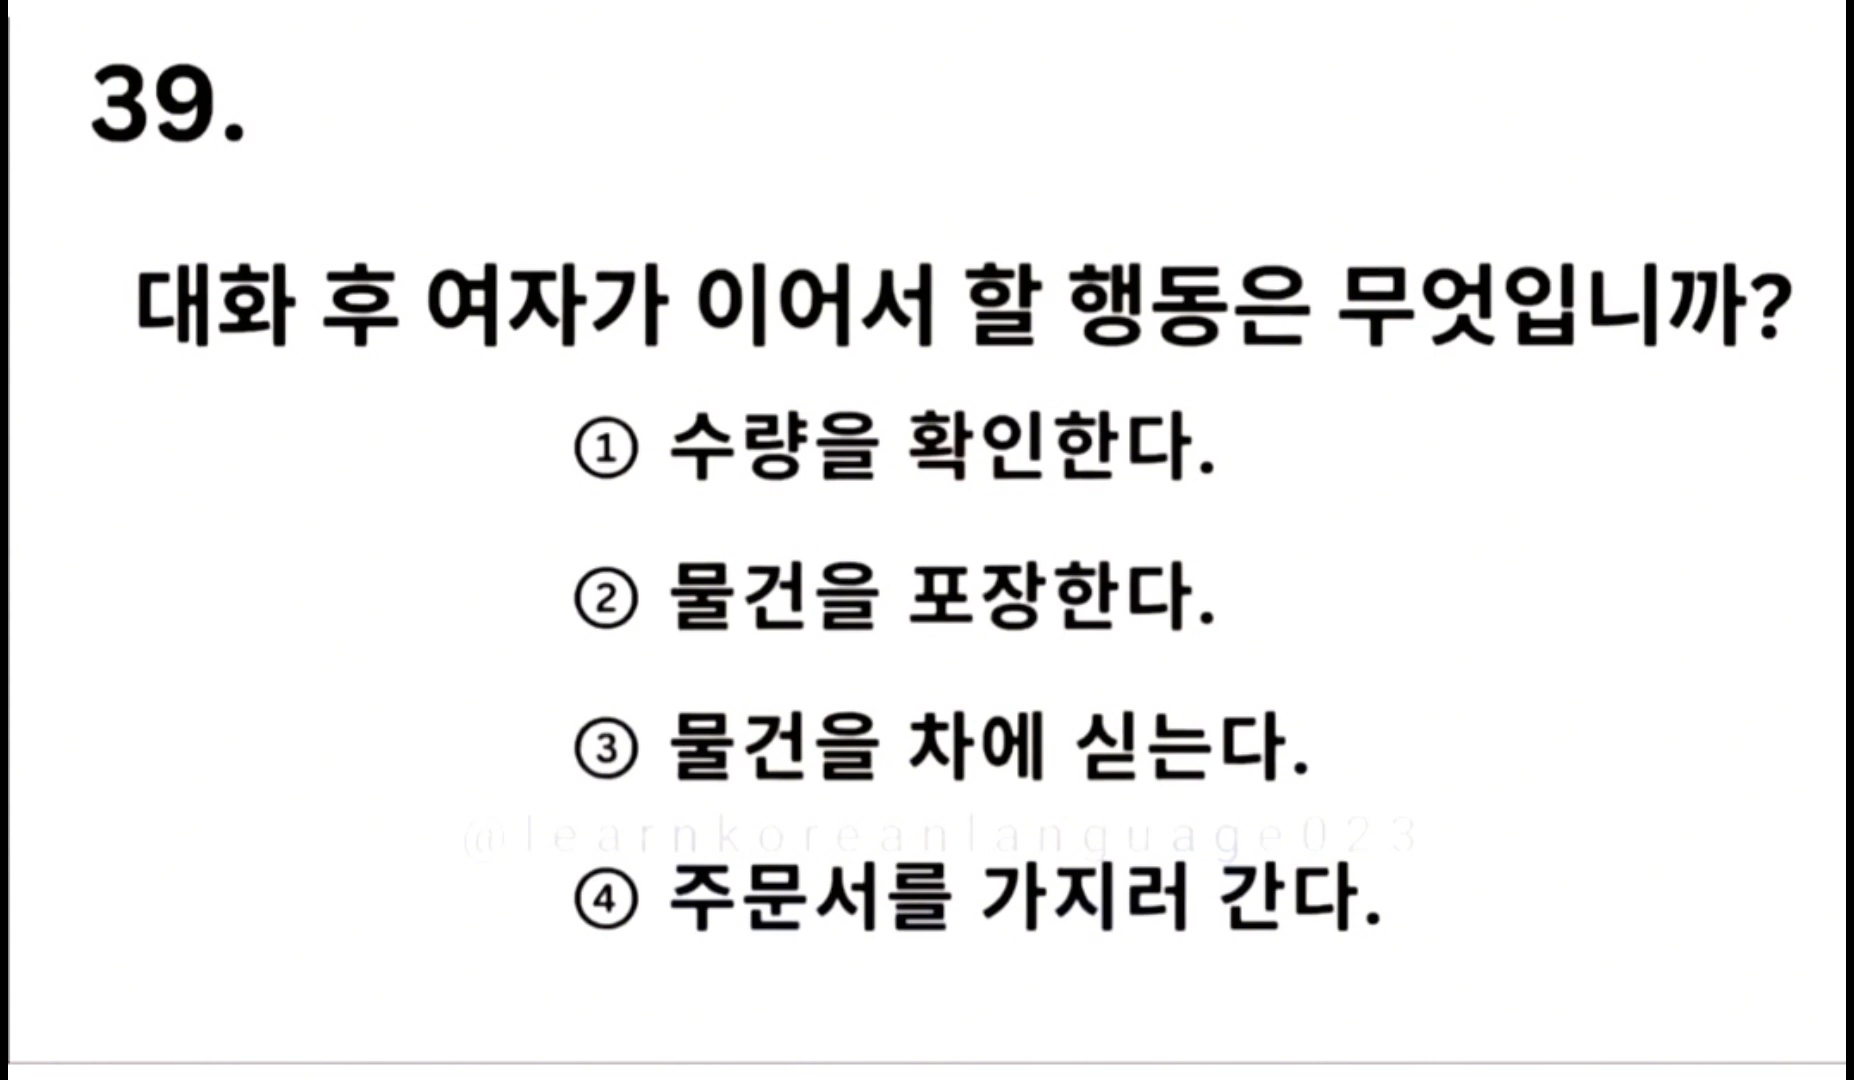 39.
대화 후 여자가 이어서 할 행동은 무엇입니까?
① 수량을 확인한다.
② 물건을 포장한다.
③ 물건을 차에 싣는다.
@learnkoreanlanguage023
④ 주문서를 가지러 간다.